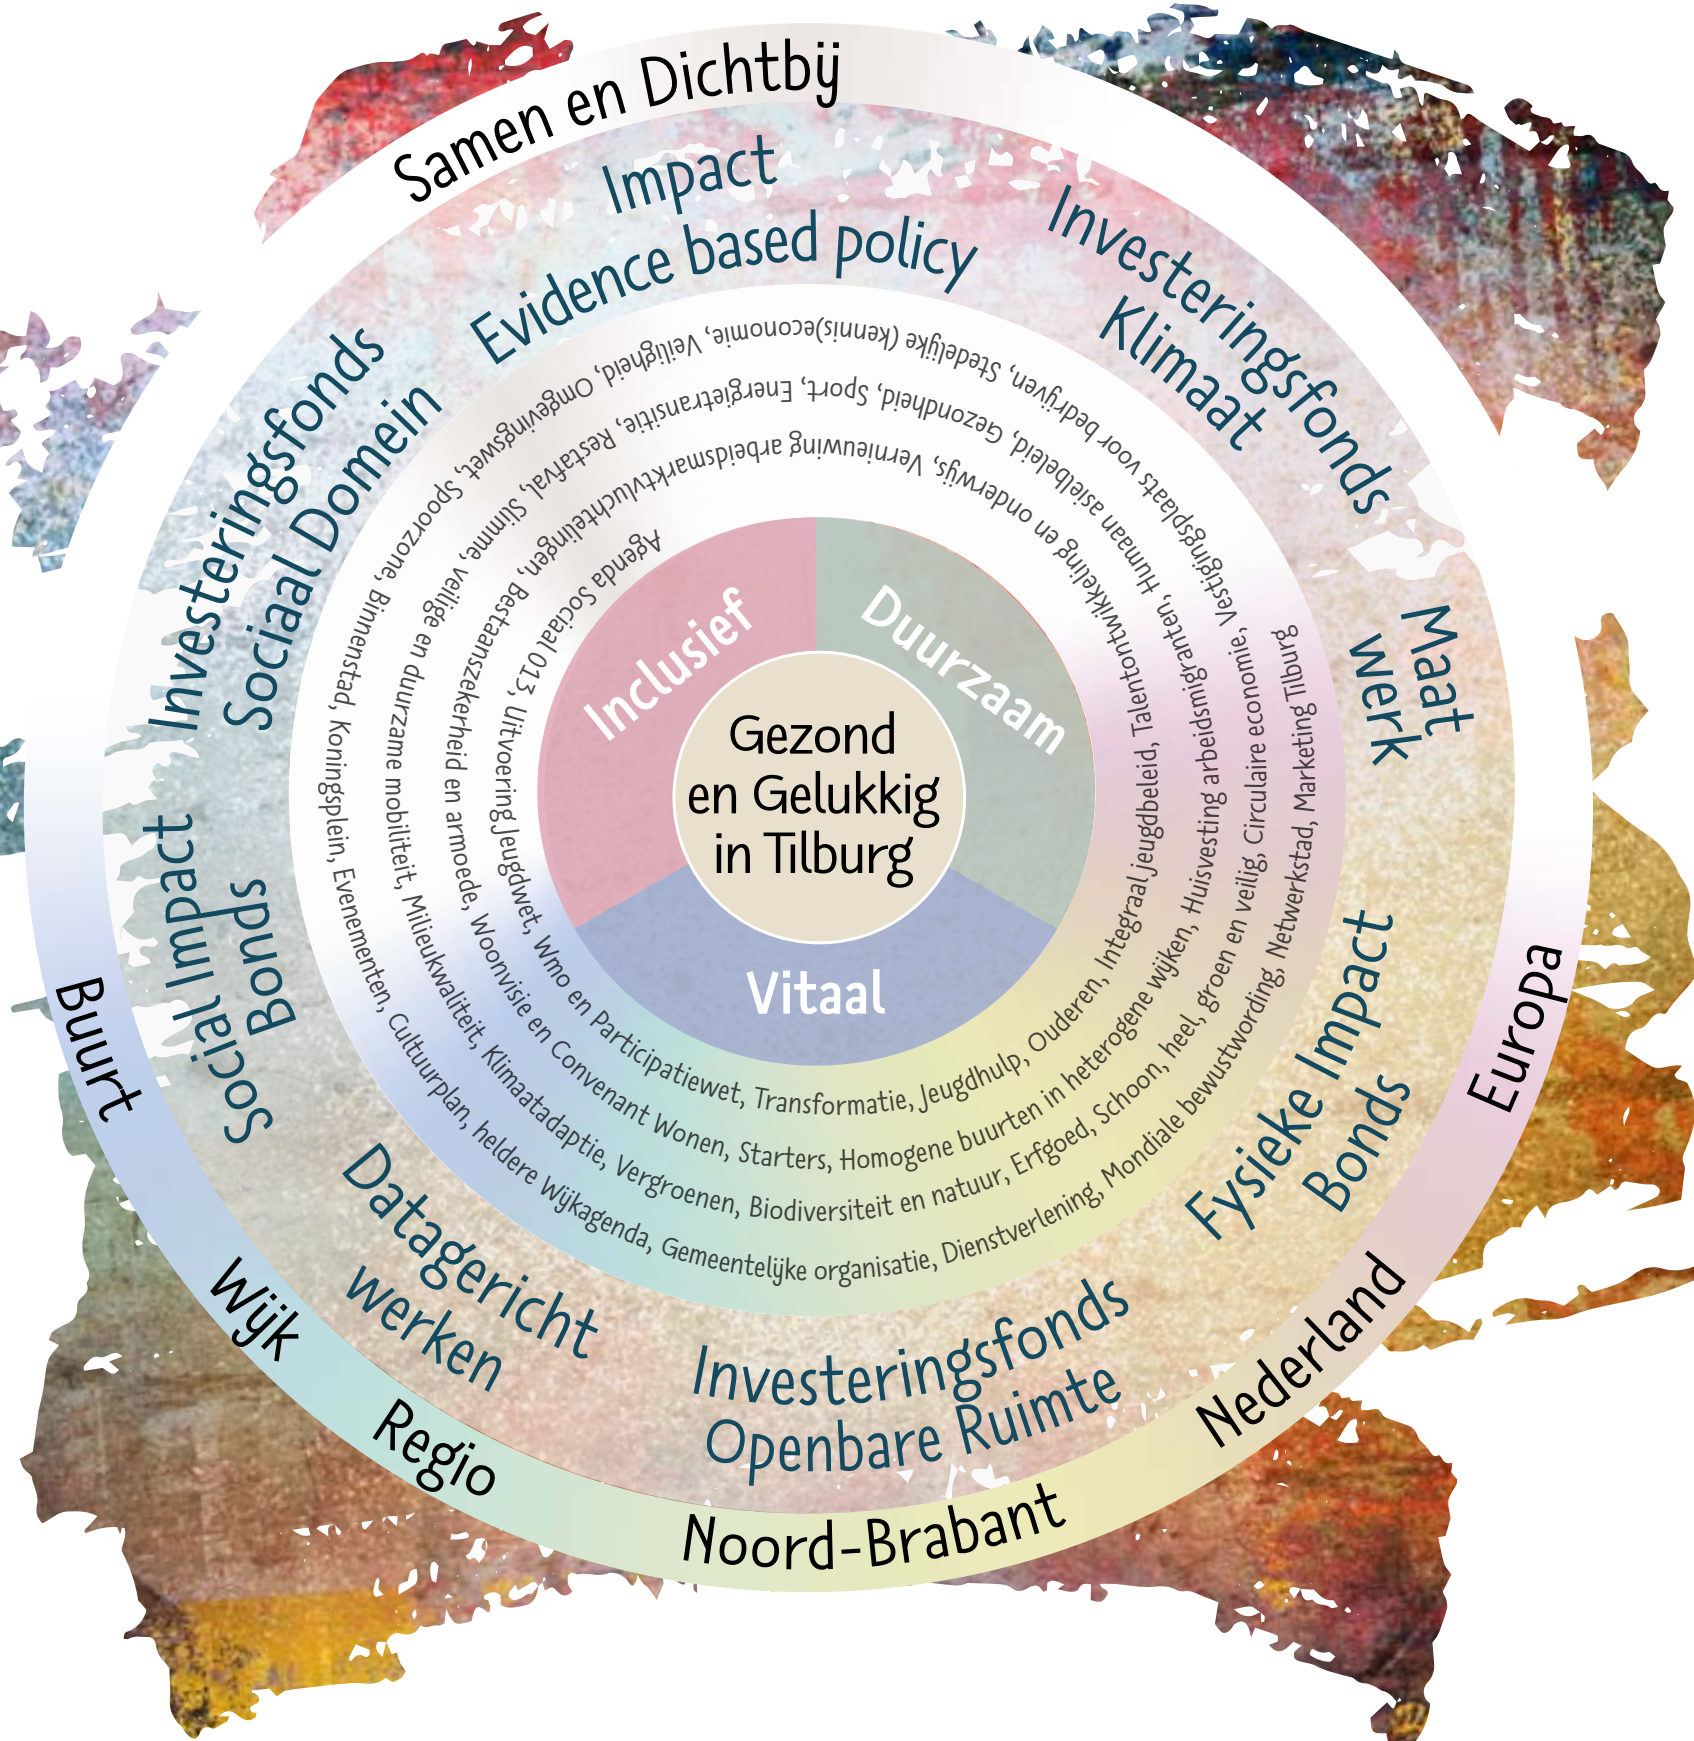 Samen en Dichtbij
Impact
Evidence based policy
Investeringsfonds
Klimaat
Maat
werk
Fysieke Impact
Bonds
Investeringsfonds
Openbare Ruimte
Datagericht
werken
Social Impact
Bonds
Investeringsfonds
Sociaal Domein
Buurt
Wijk
Regio
Noord-Brabant
Nederland
Europa
Inclusief
Duurzaam
Vitaal
Gezond
en Gelukkig
in Tilburg
Agenda Sociaal 013, Uitvoering Jeugdwet, Wmo en Participatiewet, Transformatie, Jeugdhulp, Ouderen, Integraal jeugdbeleid, Talentontwikkeling en onderwijs, Vernieuwing arbeidsmarkt
vluchtelingen, Bestaanszekerheid en armoede, Woonvisie en Convenant Wonen, Starters, Homogene buurten in heterogene wijken, Huisvesting arbeidsmigranten, Humaan asielbeleid, Gezondheid, Sport, Energietransitie, Restafval,
Slimme, veilige en duurzame mobiliteit, Milieukwaliteit, Klimaatadaptie, Vergroenen, Biodiversiteit en natuur, Erfgoed, Schoon, heel, groen en veilig, Circulaire economie, Vestigingsplaats voor bedrijven, Stedelijke (kennis)economie, Veiligheid, Omgevingswet,
Spoorzone, Binnenstad, Koningsplein, Evenementen, Cultuurplan, heldere Wijkagenda, Gemeentelijke organisatie, Dienstverlening, Mondiale bewustwording, Netwerkstad, Marketing Tilburg